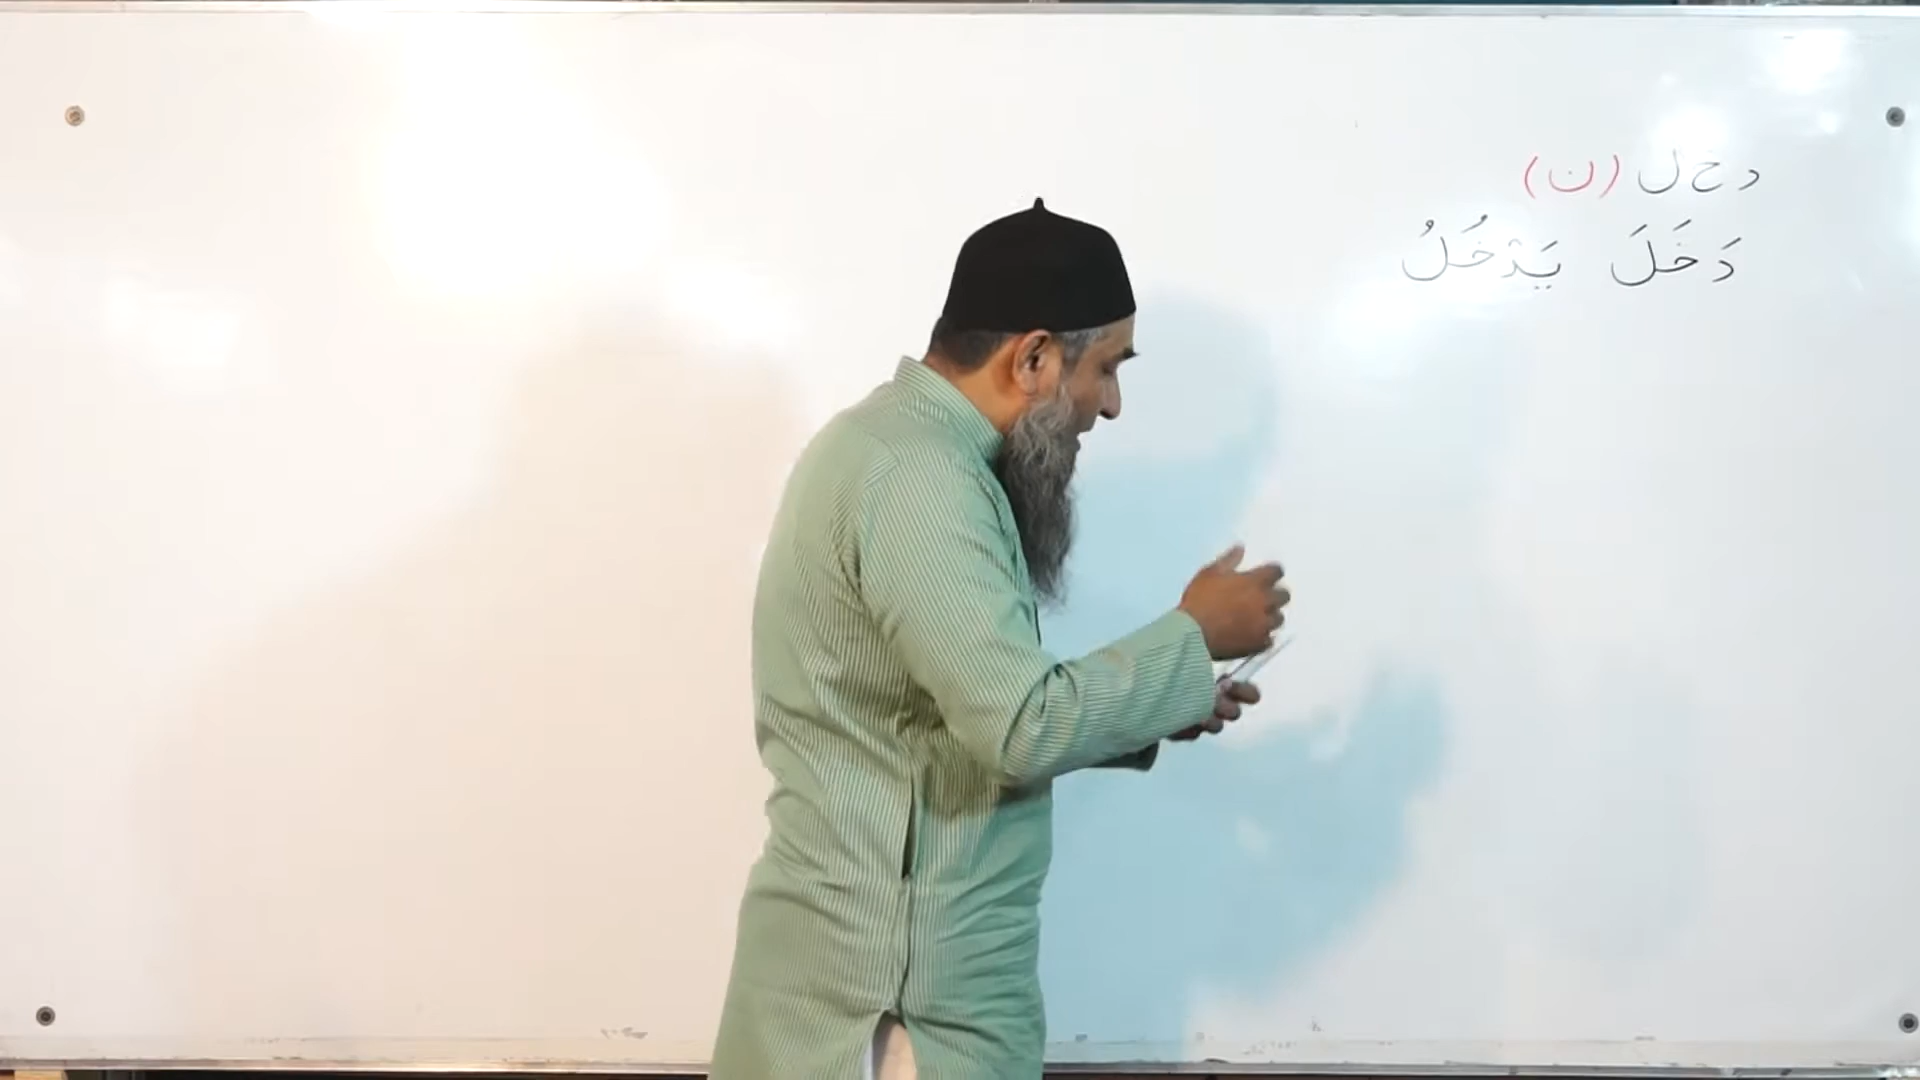 د خ ل (ن)
دَخَلَ يَدْخُلُ